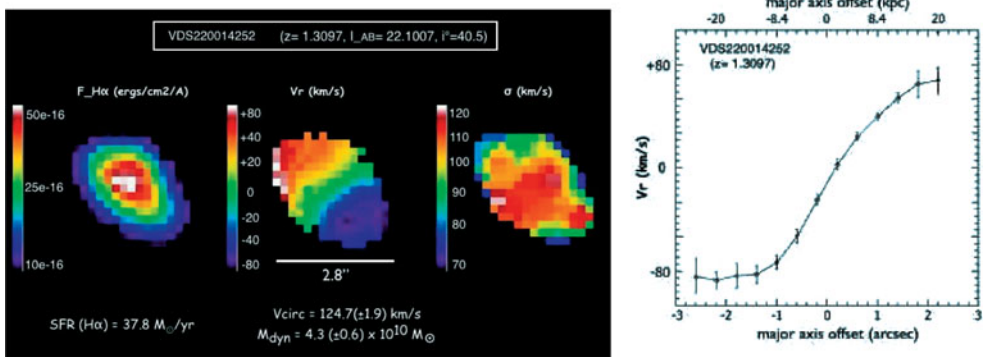 VDS220014252 (z= 1.3097, I_AB= 22.1007, i°=40.5)
F_Hα (ergs/cm2/A)
50e-16
25e-16
10e-16
Vr (km/s)
+80
+40
+20
0
-20
-40
-80
2.8"
σ (km/s)
120
110
100
90
80
70
SFR (Hα) = 37.8 M☉/yr
Vcirc = 124.7(±1.9) km/s
Mdyn = 4.3 (±0.6) x 10¹⁰ M☉
major axis offset (kpc)
-20 -8.4 0 8.4 20
VDS220014252
(z= 1.3097)
+80
0
-80
Vr (km/s)
-3 -2 -1 0 1 2 3
major axis offset (arcsec)